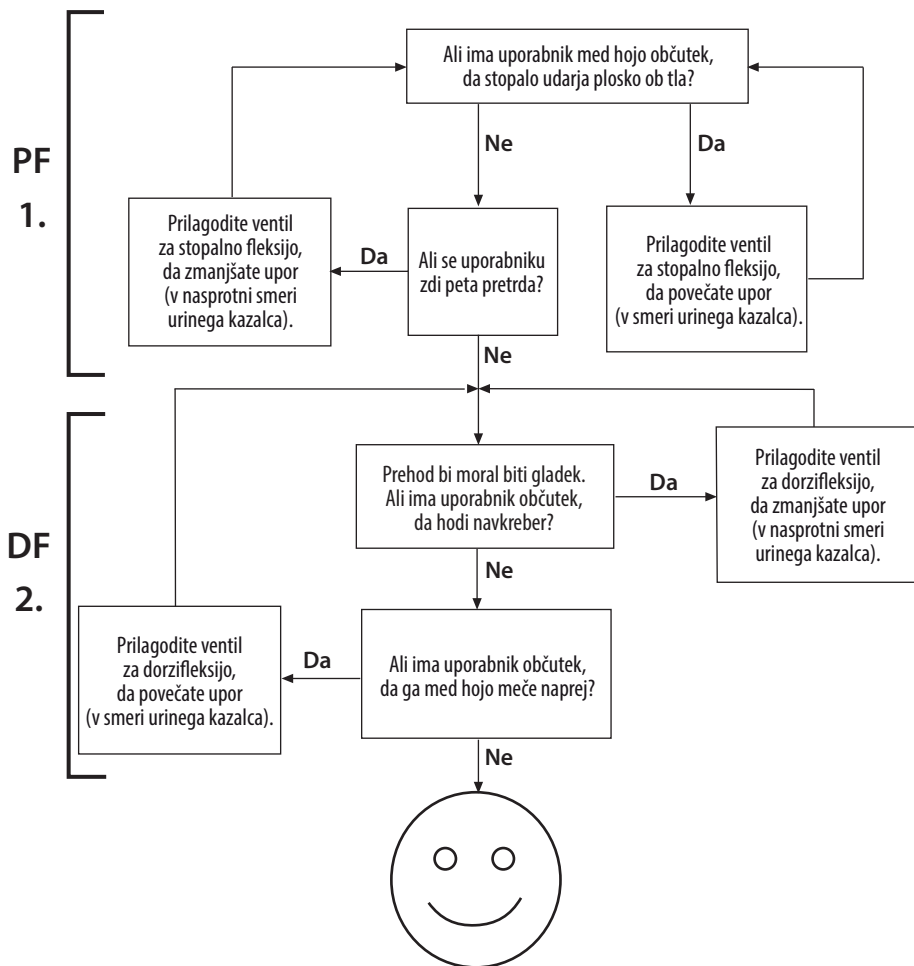 PF
1.
Ali ima uporabnik med hojo občutek,
da stopalo udarja plosko ob tla?
Ne
Da
Prilagodite ventil
za stopalno fleksijo,
da zmanjšate upor
(v nasprotni smeri
urinega kazalca).
Da
Ali se uporabniku
zdi peta pretrda?
Prilagodite ventil
za stopalno fleksijo,
da povečate upor
(v smeri urinega kazalca).
Ne
DF
2.
Prehod bi moral biti gladek.
Ali ima uporabnik občutek,
da hodi navkreber?
Da
Prilagodite ventil
za dorzifleksijo,
da zmanjšate upor
(v nasprotni smeri
urinega kazalca).
Ne
Prilagodite ventil
za dorzifleksijo,
da povečate upor
(v smeri urinega kazalca).
Da
Ali ima uporabnik občutek,
da ga med hojo meče naprej?
Ne